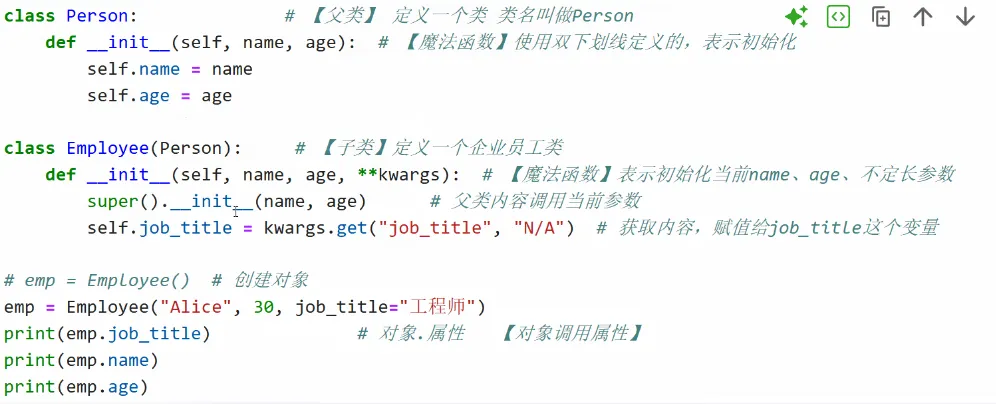 class Person:                # 【父类】 定义一个类 类名叫做Person
    def __init__(self, name, age):  # 【魔法函数】使用双下划线定义的，表示初始化
        self.name = name
        self.age = age

class Employee(Person):     # 【子类】定义一个企业员工类
    def __init__(self, name, age, **kwargs):  # 【魔法函数】表示初始化当前name、age、不定长参数
        super().__init__(name, age)      # 父类内容调用当前参数
        self.job_title = kwargs.get("job_title", "N/A")  # 获取内容，赋值给job_title这个变量

# emp = Employee()  # 创建对象
emp = Employee("Alice", 30, job_title="工程师")
print(emp.job_title)              # 对象.属性   【对象调用属性】
print(emp.name)
print(emp.age)